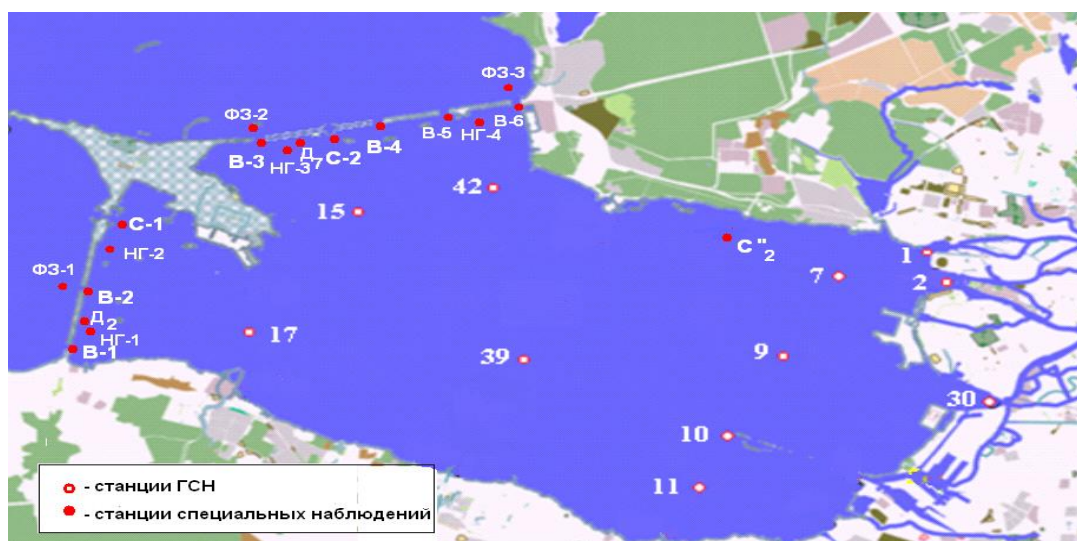 ФЗ-3
В-6
В-5
НГ-4
ФЗ-2
В-4
В-3
НГ-3
Д7
С-2
42
15
С-1
НГ-2
С"2
1
7
2
ФЗ-1
В-2
Д2
НГ-1
В-1
17
39
9
30
10
11
- станции ГСН
- станции специальных наблюдений